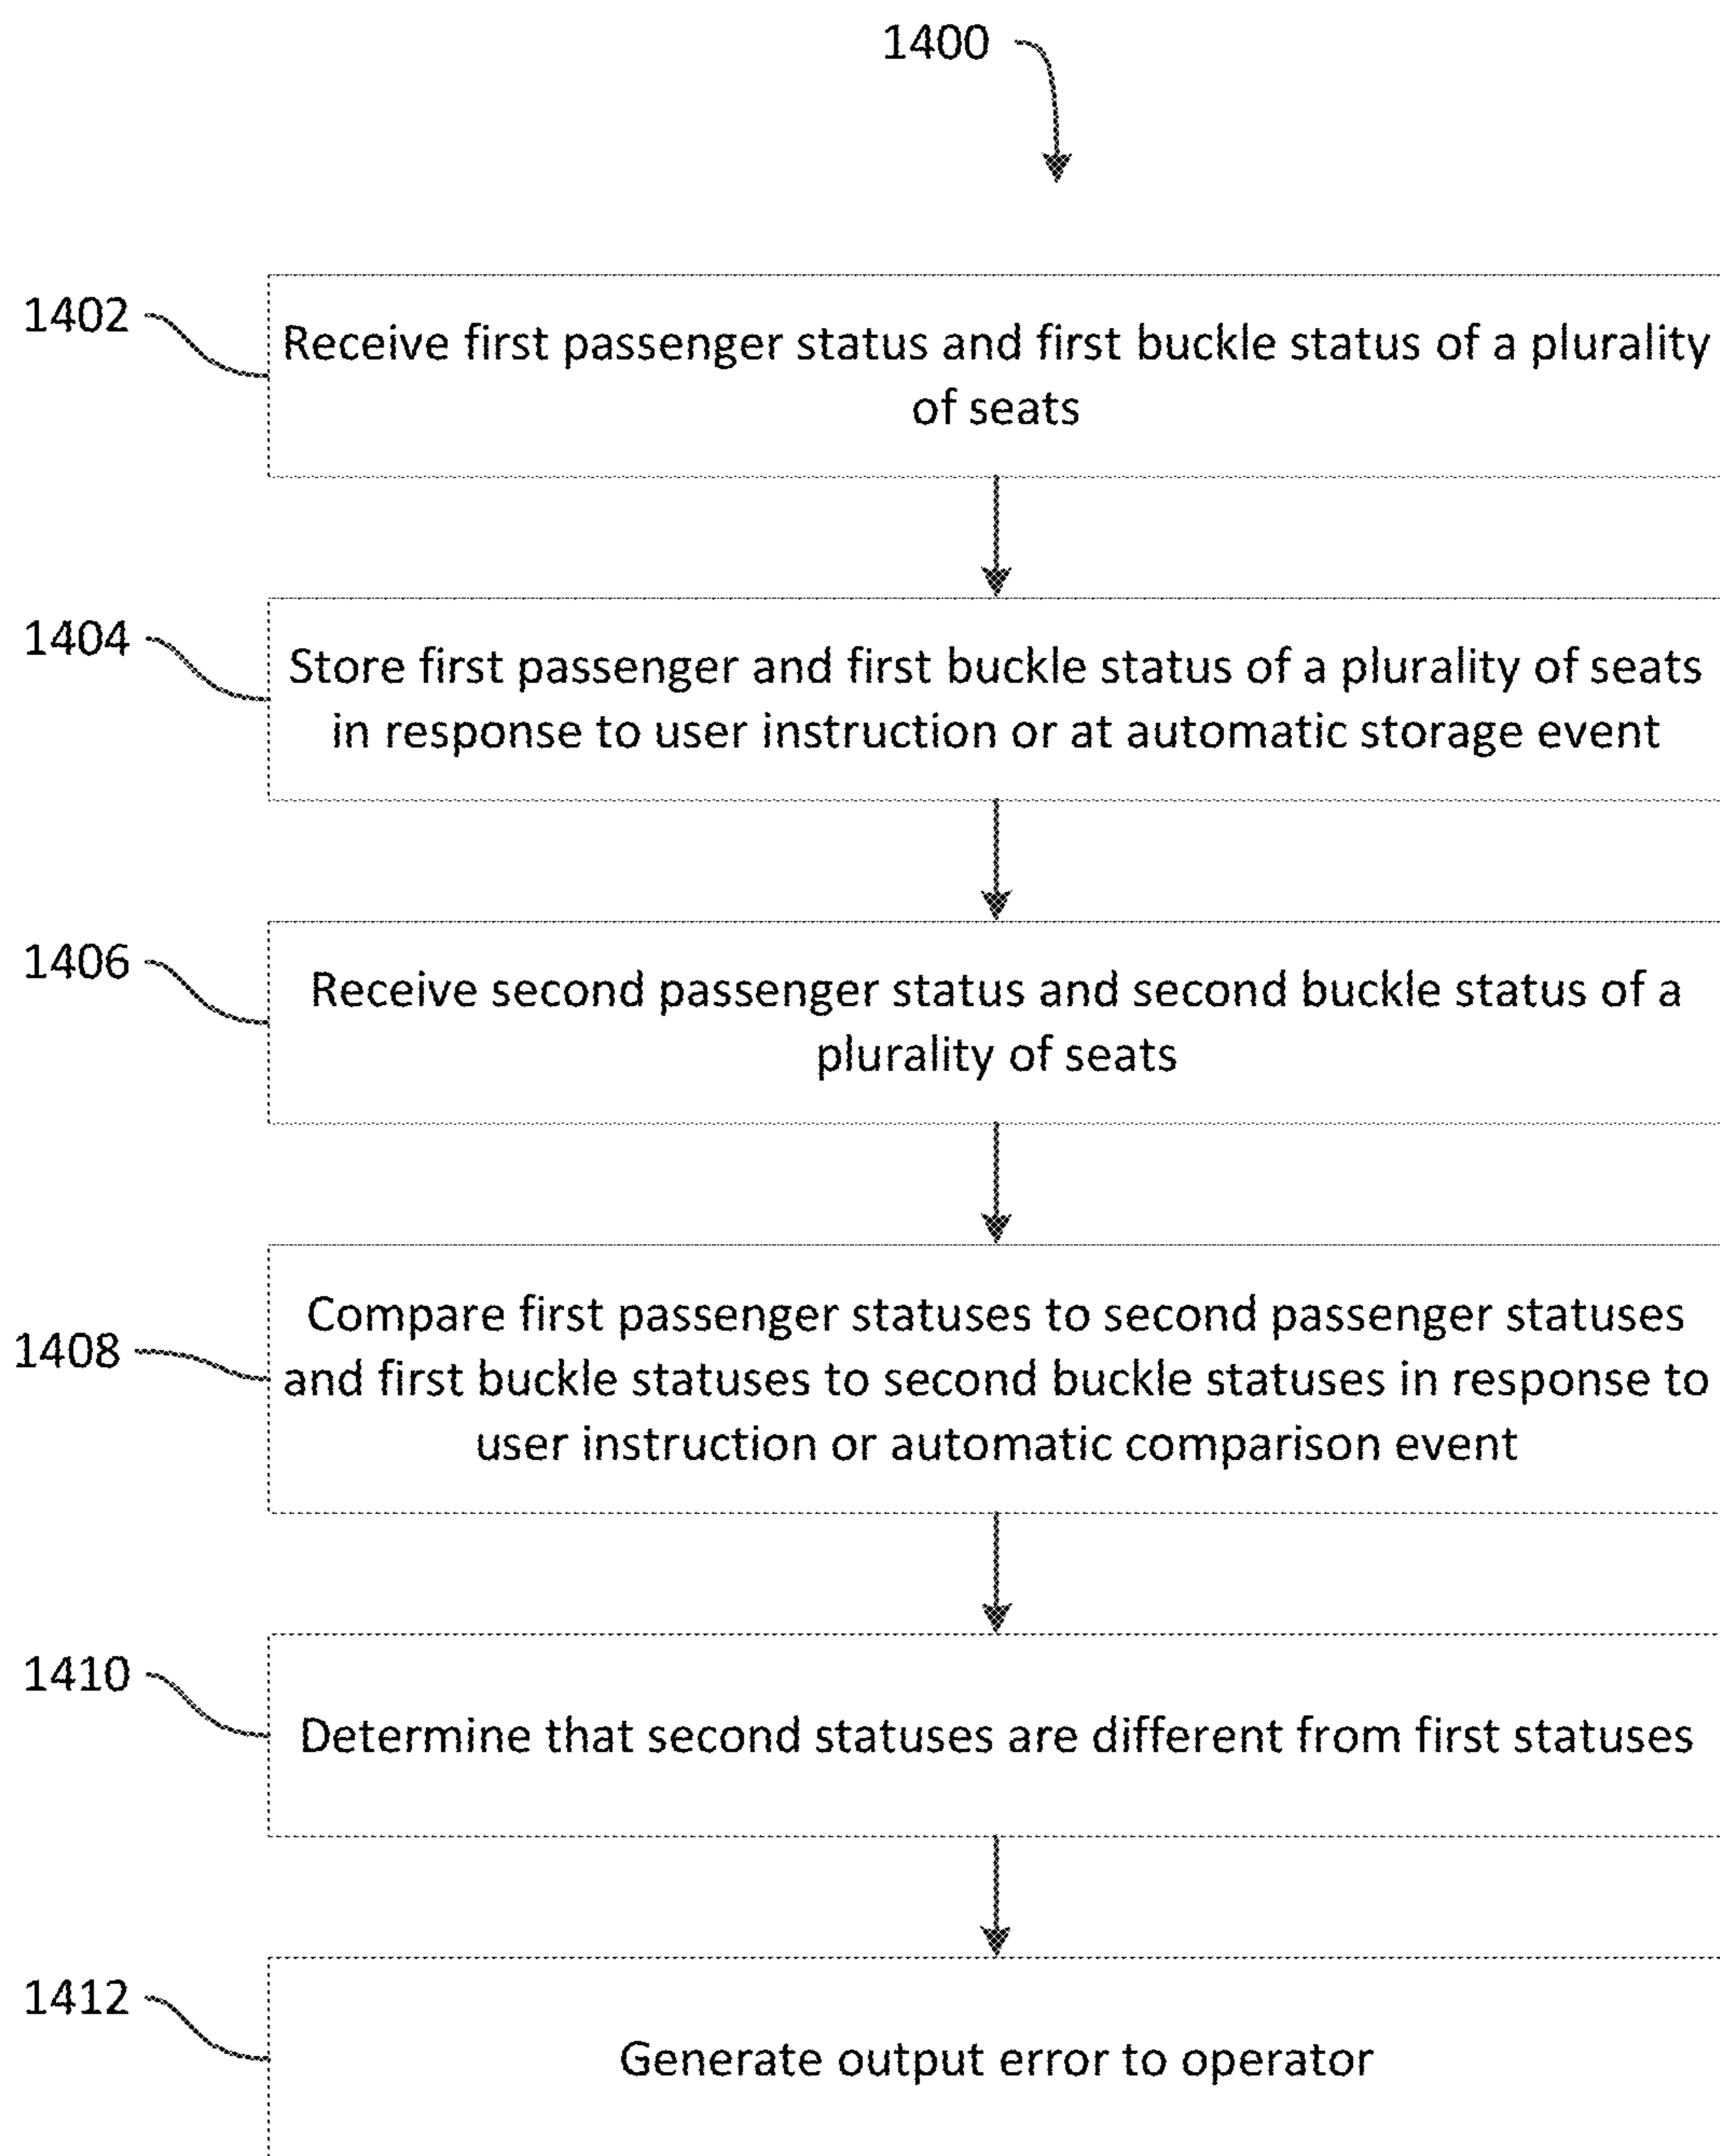 1400
1402
Receive first passenger status and first buckle status of a plurality
of seats
1404
Store first passenger and first buckle status of a plurality of seats
in response to user instruction or at automatic storage event
1406
Receive second passenger status and second buckle status of a
plurality of seats
1408
Compare first passenger statuses to second passenger statuses
and first buckle statuses to second buckle statuses in response to
user instruction or automatic comparison event
1410
Determine that second statuses are different from first statuses
1412
Generate output error to operator